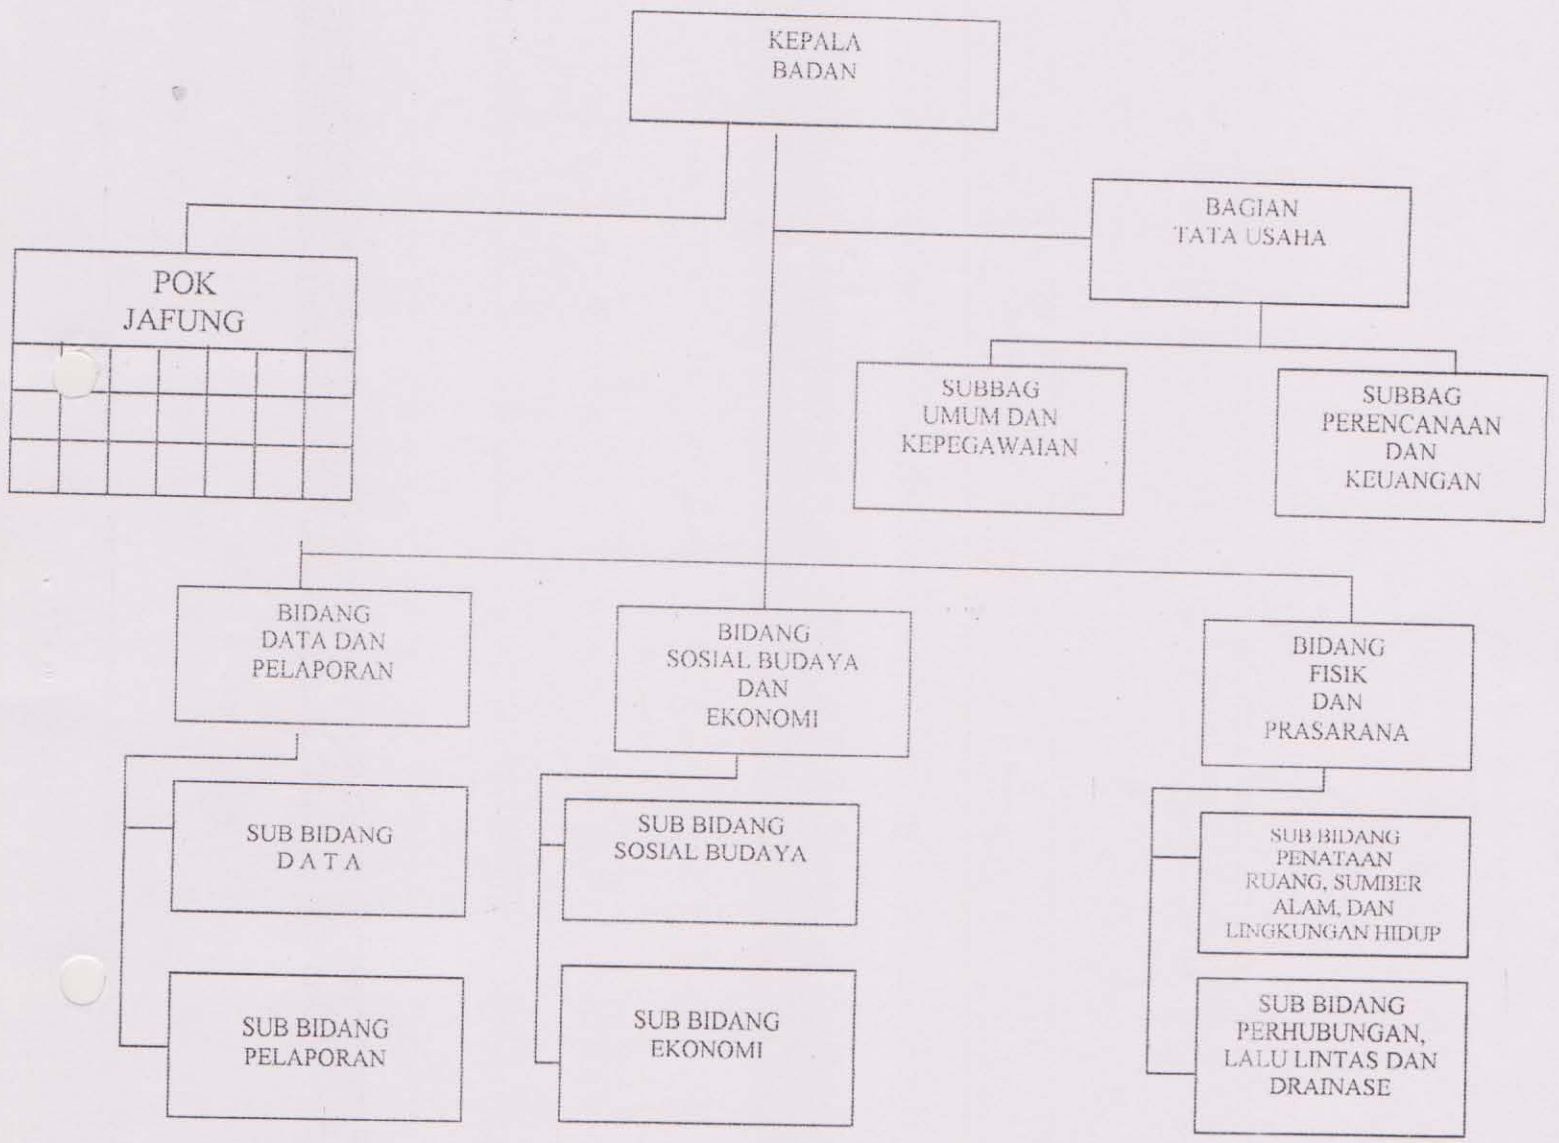 KEPALA
BADAN
BAGIAN
TATA USAHA
POK
JAFUNG
SUBBAG
UMUM DAN
KEPEGAWAIAN
SUBBAG
PERENCANAAN
DAN
KEUANGAN
BIDANG
DATA DAN
PELAPORAN
BIDANG
SOSIAL BUDAYA
DAN
EKONOMI
BIDANG
FISIK
DAN
PRASARANA
SUB BIDANG
D A T A
SUB BIDANG
SOSIAL BUDAYA
SUB BIDANG
PENATAAN
RUANG, SUMBER
ALAM, DAN
LINGKUNGAN HIDUP
SUB BIDANG
PELAPORAN
SUB BIDANG
EKONOMI
SUB BIDANG
PERHUBUNGAN,
LALU LINTAS DAN
DRAINASE